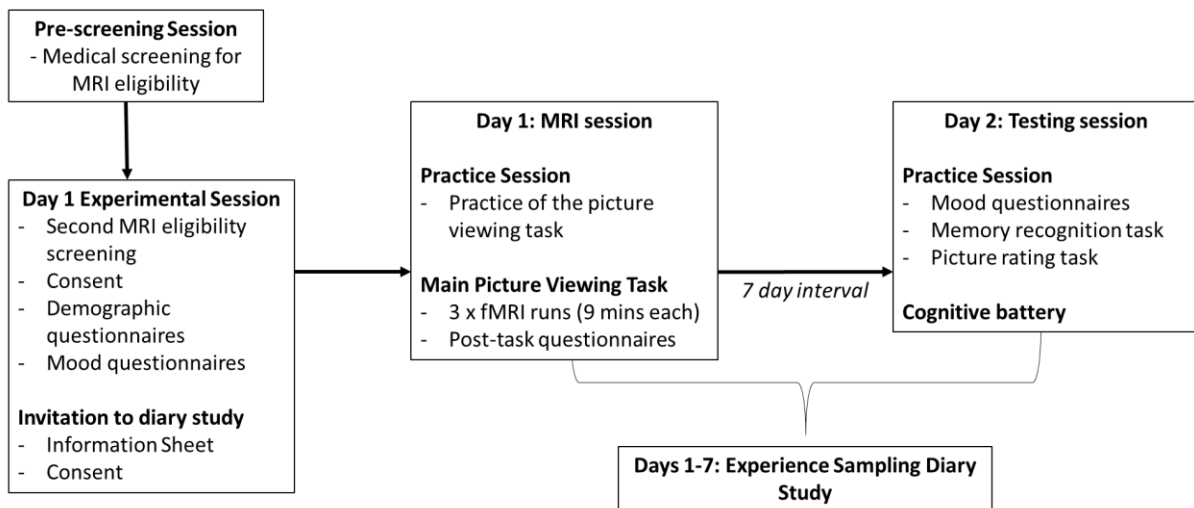 Pre-screening Session
- Medical screening for
MRI eligibility
Day 1 Experimental Session
- Second MRI eligibility
screening
- Consent
- Demographic
questionnaires
- Mood questionnaires
Invitation to diary study
- Information Sheet
- Consent
Day 1: MRI session
Practice Session
- Practice of the picture
viewing task
Main Picture Viewing Task
- 3 x fMRI runs (9 mins each)
- Post-task questionnaires
7 day interval
Day 2: Testing session
Practice Session
- Mood questionnaires
- Memory recognition task
- Picture rating task
Cognitive battery
Days 1-7: Experience Sampling Diary
Study